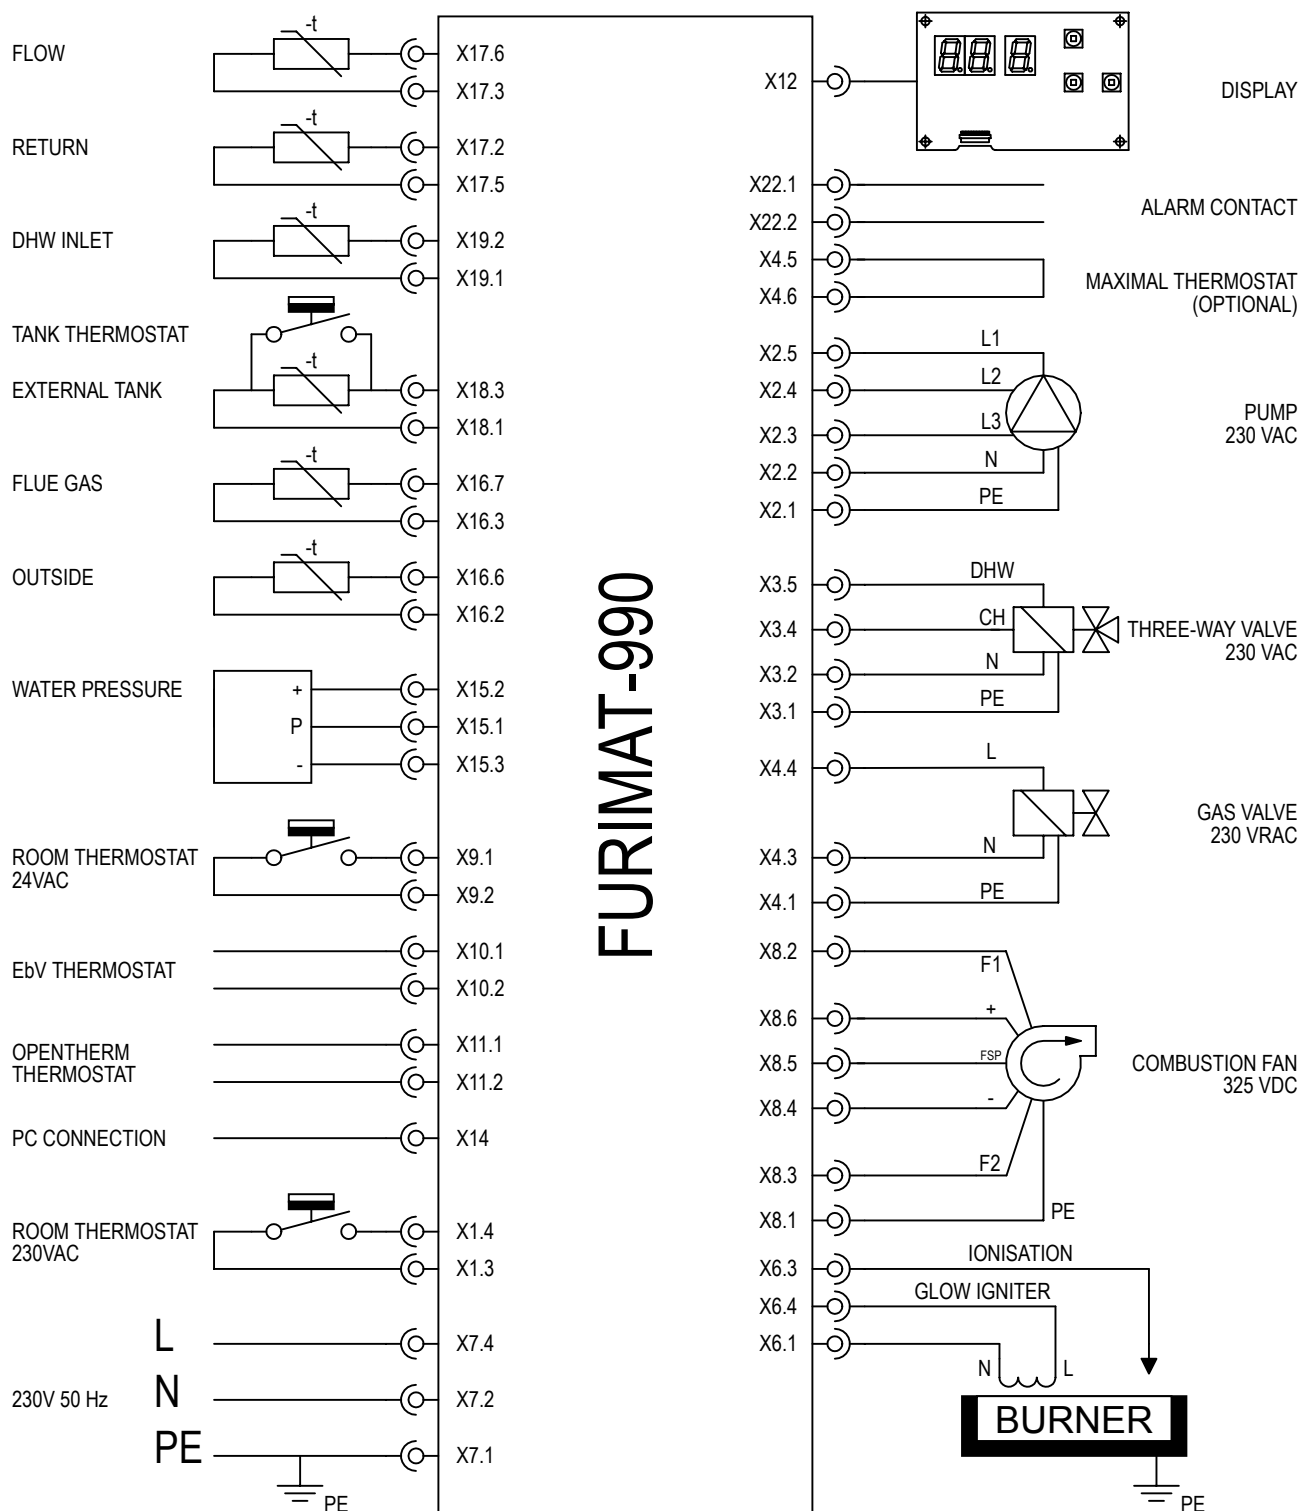 -t
FLOW
X17.6
X17.3
-t
RETURN
X17.2
X17.5
-t
DHW INLET
X19.2
X19.1
TANK THERMOSTAT
-t
EXTERNAL TANK
X18.3
X18.1
-t
FLUE GAS
X16.7
X16.3
-t
OUTSIDE
X16.6
X16.2
WATER PRESSURE
+
X15.2
P
X15.1
-
X15.3
ROOM THERMOSTAT
24VAC
X9.1
X9.2
EbV THERMOSTAT
X10.1
X10.2
OPENTHERM
THERMOSTAT
X11.1
X11.2
PC CONNECTION
X14
ROOM THERMOSTAT
230VAC
X1.4
X1.3
L
X7.4
230V 50 Hz
N
X7.2
PE
X7.1
PE
FURIMAT-990
X12
8.8. 8.
DISPLAY
X22.1
X22.2
ALARM CONTACT
X4.5
X4.6
MAXIMAL THERMOSTAT
(OPTIONAL)
X2.5
L1
X2.4
L2
X2.3
L3
X2.2
N
X2.1
PE
PUMP
230 VAC
X3.5
DHW
X3.4
CH
X3.2
N
X3.1
PE
THREE-WAY VALVE
230 VAC
X4.4
L
X4.3
N
X4.1
PE
GAS VALVE
230 VRAC
X8.2
F1
X8.6
+
X8.5
FSP
X8.4
-
X8.3
F2
X8.1
PE
COMBUSTION FAN
325 VDC
X6.3
IONISATION
X6.4
GLOW IGNITER
X6.1
N
L
BURNER
PE